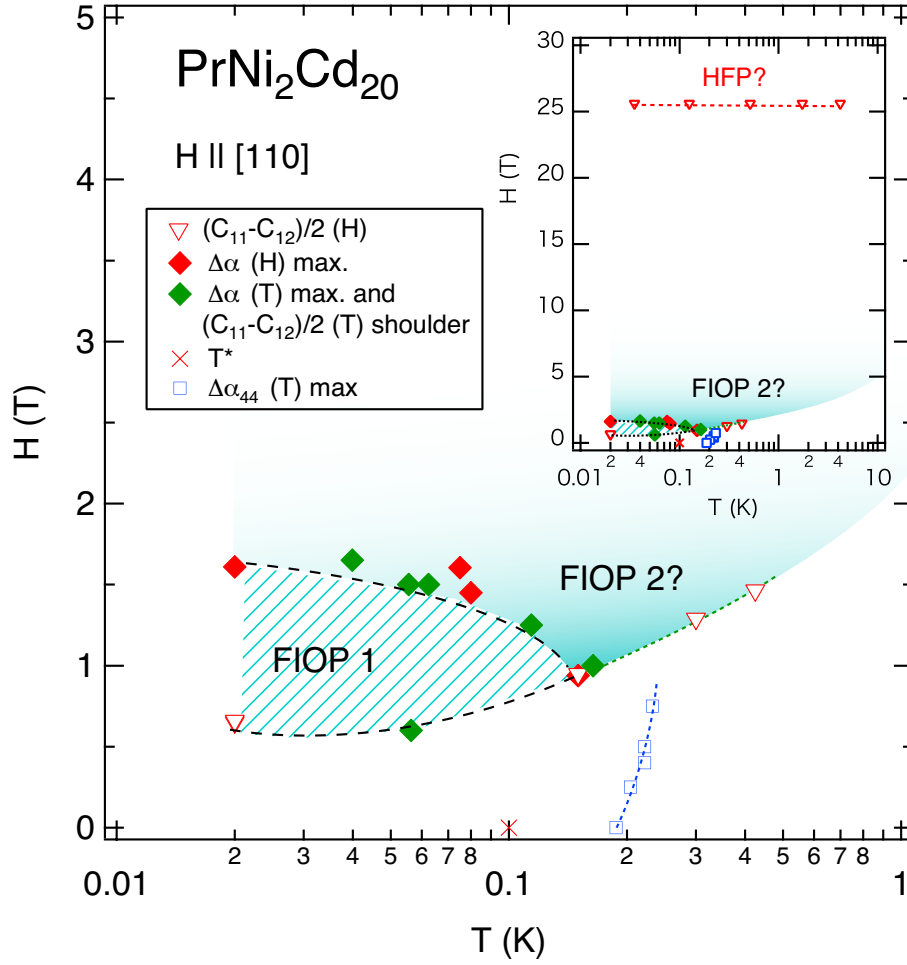 PrNi₂Cd₂₀
H || [110]
(C₁₁-C₁₂)/2 (H)
Δα (H) max.
Δα (T) max. and
(C₁₁-C₁₂)/2 (T) shoulder
T*
Δα₄₄ (T) max
FIOP 1
FIOP 2?
H (T)
5
4
3
2
1
0
0.01
2
3
4
5
6
7
8
0.1
2
3
4
5
6
7
8
1
T (K)
HFP?
FIOP 2?
H (T)
30
25
20
15
10
5
0
0.01
2
4
0.1
2
4
1
2
4
10
T (K)